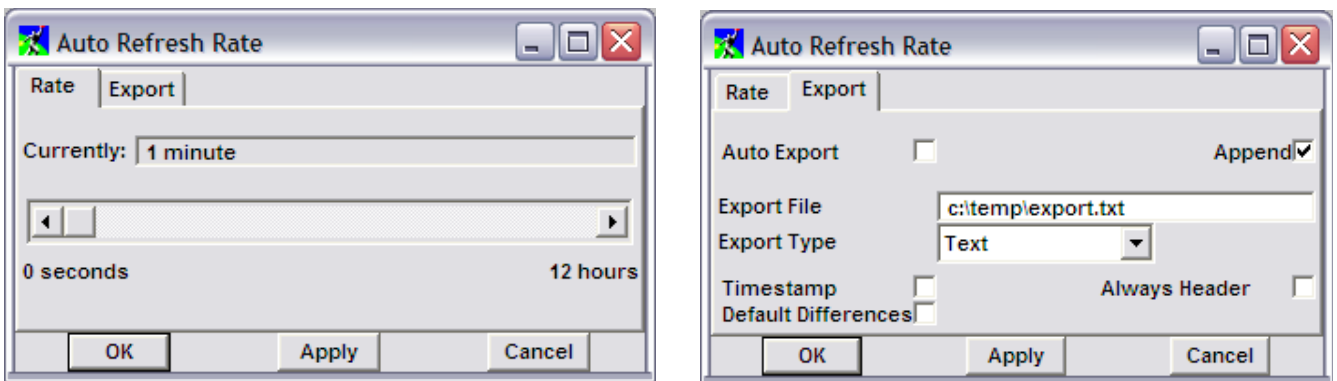 Auto Refresh Rate
Rate Export
Currently: 1 minute
0 seconds 12 hours
OK Apply Cancel
Auto Refresh Rate
Rate Export
Auto Export Append
Export File c:\temp\export.txt
Export Type Text
Timestamp Always Header
Default Differences
OK Apply Cancel